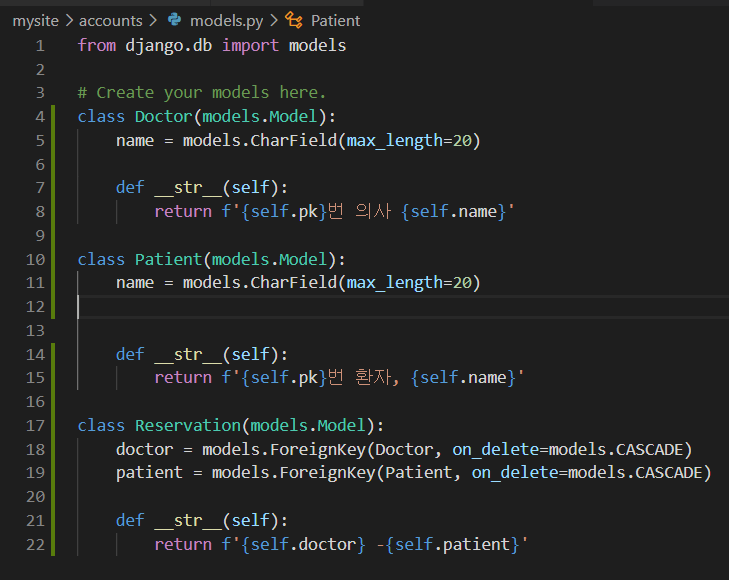 mysite > accounts > models.py > Patient
1 from django.db import models
2
3 # Create your models here.
4 class Doctor(models.Model):
5     name = models.CharField(max_length=20)
6
7     def __str__(self):
8         return f'{self.pk}번 의사 {self.name}'
9
10 class Patient(models.Model):
11     name = models.CharField(max_length=20)
12
13
14     def __str__(self):
15         return f'{self.pk}번 환자, {self.name}'
16
17 class Reservation(models.Model):
18     doctor = models.ForeignKey(Doctor, on_delete=models.CASCADE)
19     patient = models.ForeignKey(Patient, on_delete=models.CASCADE)
20
21     def __str__(self):
22         return f'{self.doctor} -{self.patient}'